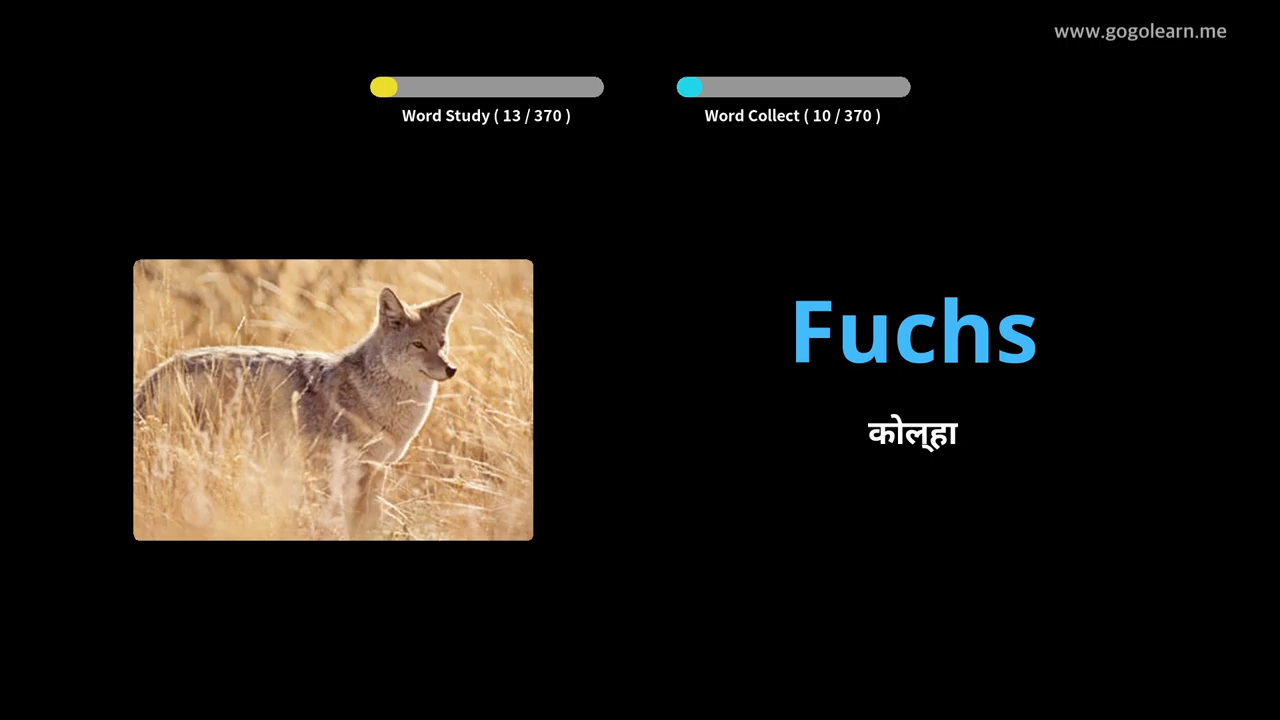 www.gogolearn.me
Word Study ( 13 / 370 )
Word Collect ( 10 / 370 )
Fuchs
कोल्हा